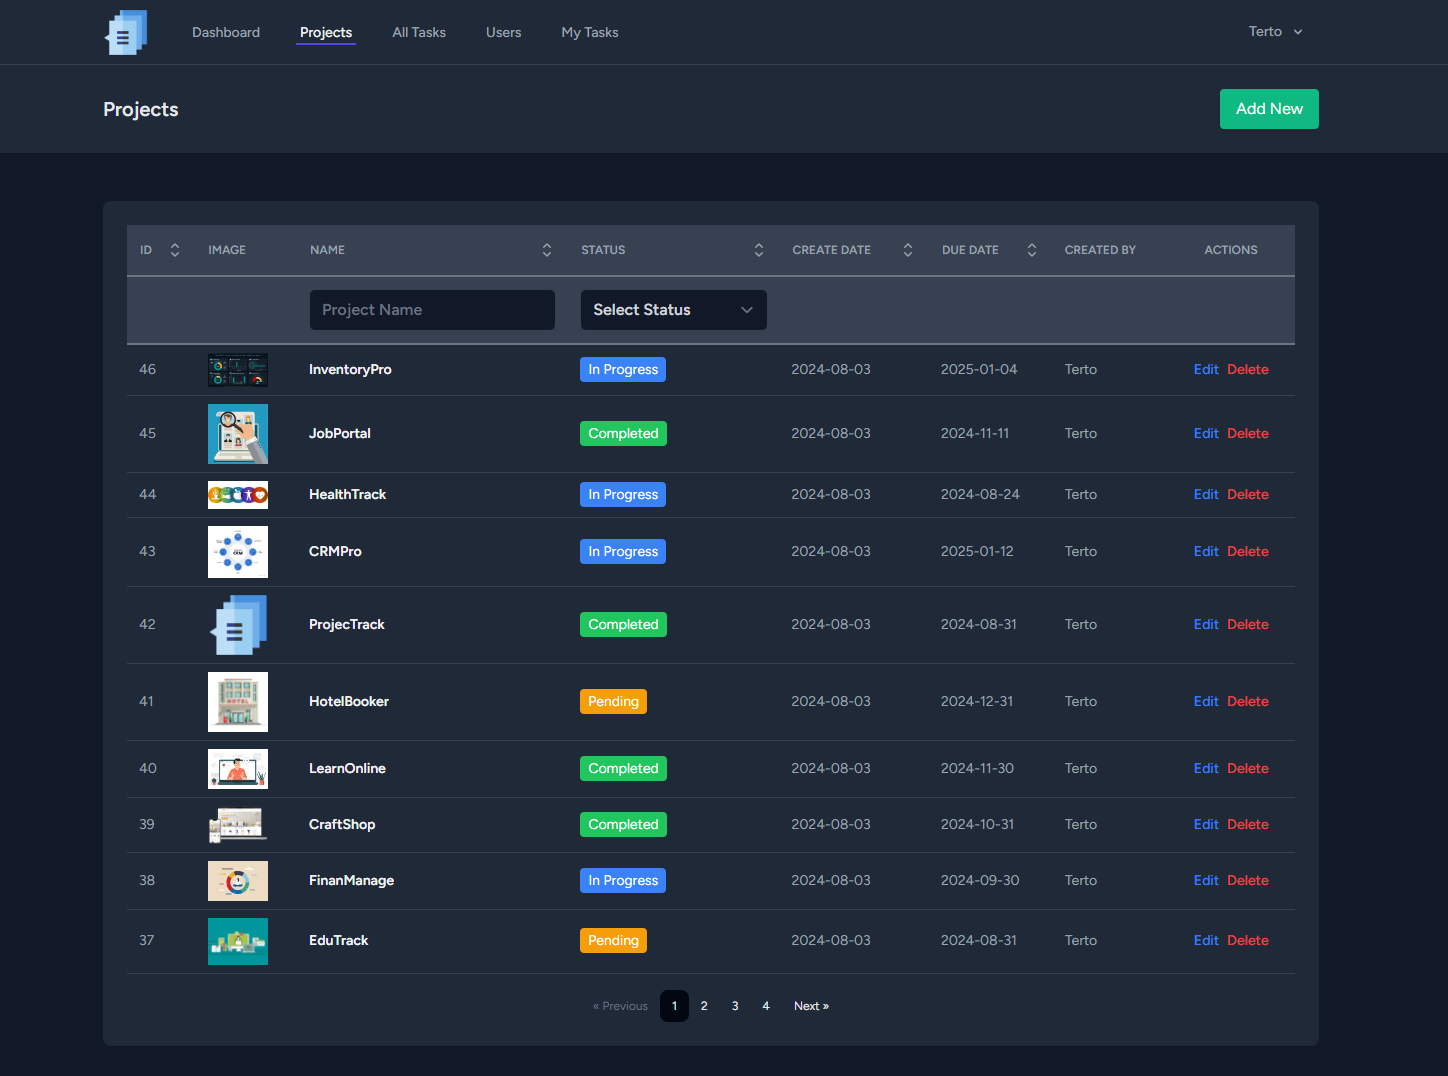 Dashboard Projects All Tasks Users My Tasks Terto
Projects Add New
ID IMAGE NAME STATUS CREATE DATE DUE DATE CREATED BY ACTIONS
Project Name Select Status
46 InventoryPro In Progress 2024-08-03 2025-01-04 Terto Edit Delete
45 JobPortal Completed 2024-08-03 2024-11-11 Terto Edit Delete
44 HealthTrack In Progress 2024-08-03 2024-08-24 Terto Edit Delete
43 CRMPro In Progress 2024-08-03 2025-01-12 Terto Edit Delete
42 ProjecTrack Completed 2024-08-03 2024-08-31 Terto Edit Delete
41 HotelBooker Pending 2024-08-03 2024-12-31 Terto Edit Delete
40 LearnOnline Completed 2024-08-03 2024-11-30 Terto Edit Delete
39 CraftShop Completed 2024-08-03 2024-10-31 Terto Edit Delete
38 FinanManage In Progress 2024-08-03 2024-09-30 Terto Edit Delete
37 EduTrack Pending 2024-08-03 2024-08-31 Terto Edit Delete
« Previous 1 2 3 4 Next »